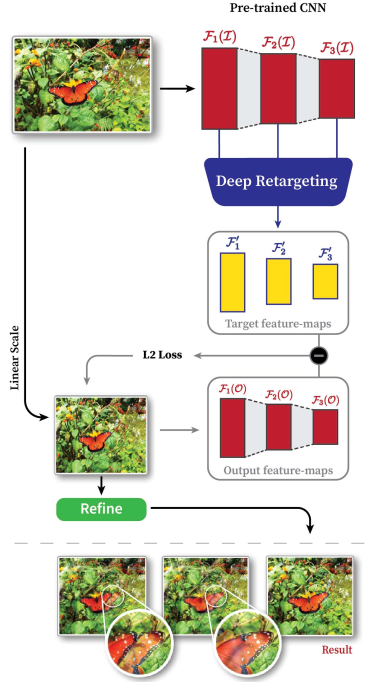 Pre-trained CNN
F₁(I)
F₂(I)
F₃(I)
Deep Retargeting
F′₁
F′₂
F′₃
Target feature-maps
Linear Scale
L2 Loss
F₁(O)
F₂(O)
F₃(O)
Output feature-maps
Refine
Result